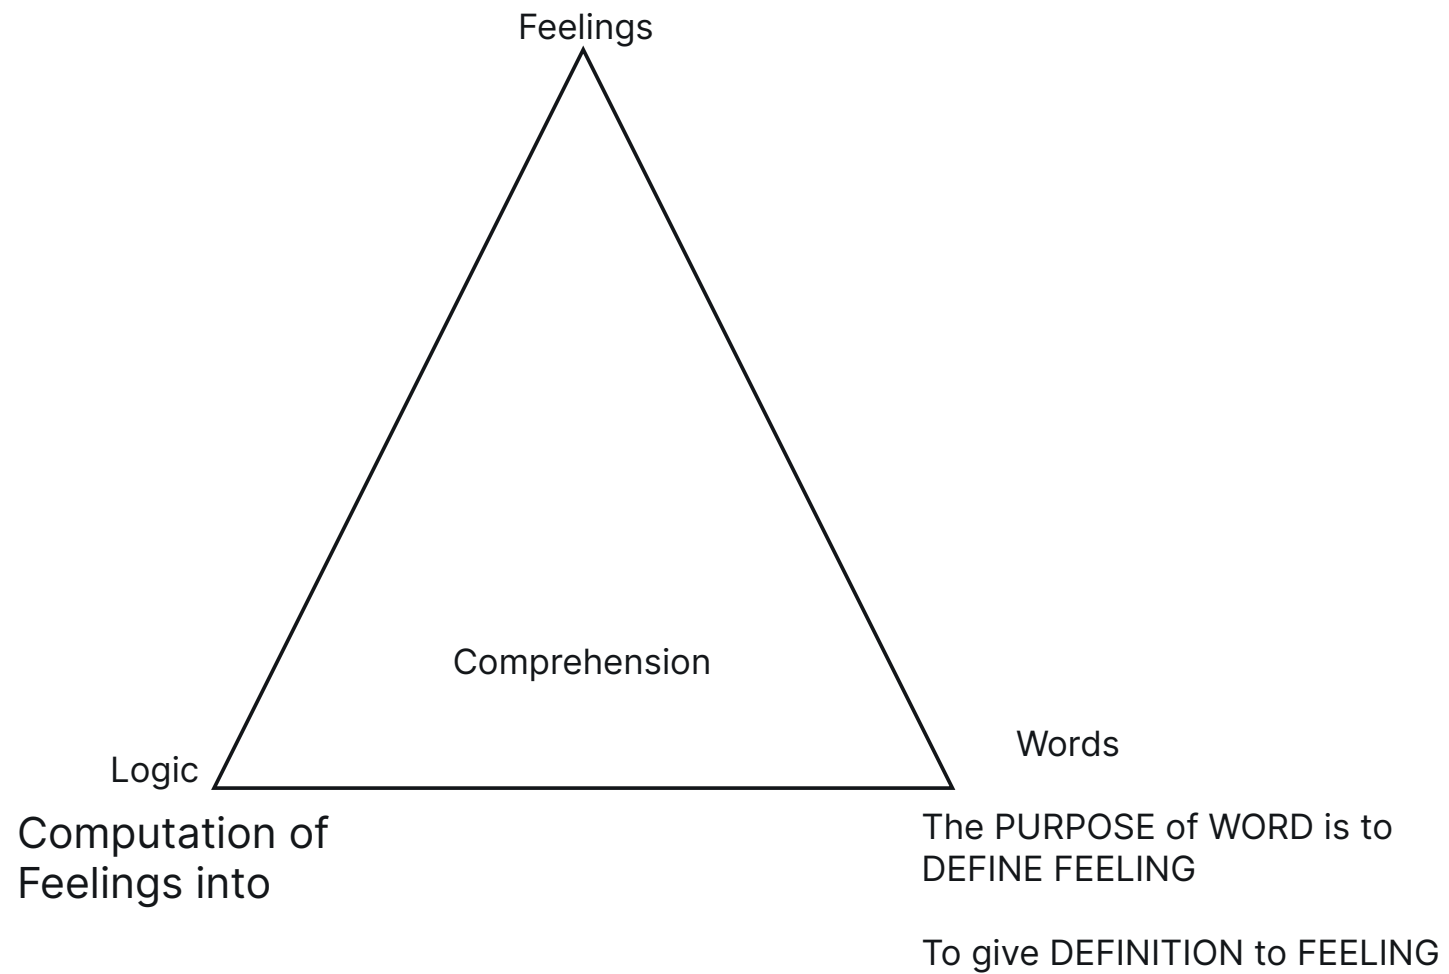 Feelings
Comprehension
Words
Logic
Computation of
Feelings into
The PURPOSE of WORD is to
DEFINE FEELING
To give DEFINITION to FEELING